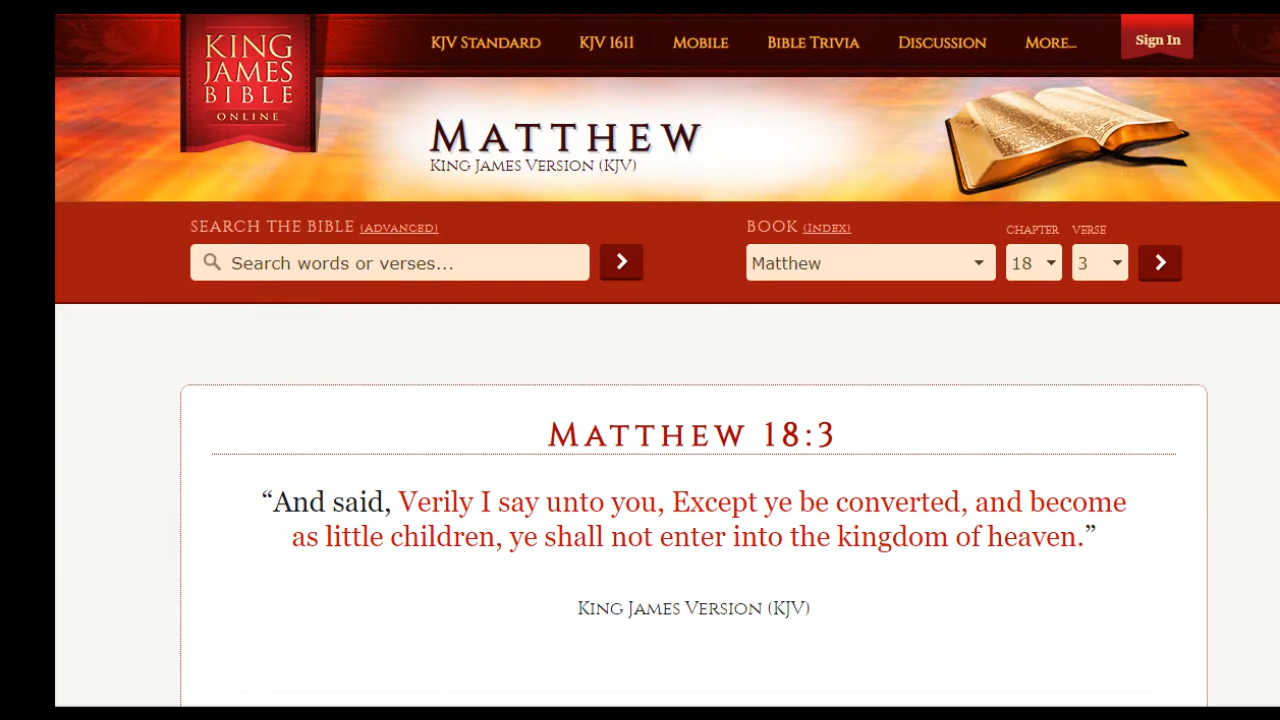 KING
JAMES
BIBLE
ONLINE
KJV STANDARD KJV 1611 MOBILE BIBLE TRIVIA DISCUSSION MORE... Sign In
MATTHEW
KING JAMES VERSION (KJV)
SEARCH THE BIBLE (ADVANCED)
Search words or verses...
BOOK (INDEX) CHAPTER VERSE
Matthew 18 3
MATTHEW 18:3
“And said, Verily I say unto you, Except ye be converted, and become
as little children, ye shall not enter into the kingdom of heaven.”
KING JAMES VERSION (KJV)